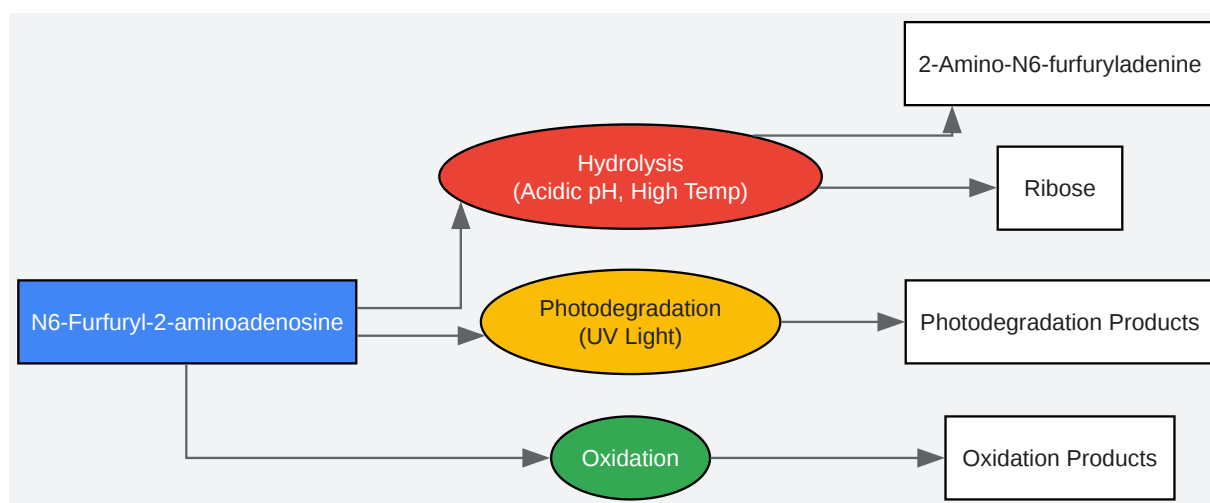 2-Amino-N6-furfuryladenine
Hydrolysis
(Acidic pH, High Temp)
Ribose
N6-Furfuryl-2-aminoadenosine
Photodegradation
(UV Light)
Photodegradation Products
Oxidation
Oxidation Products